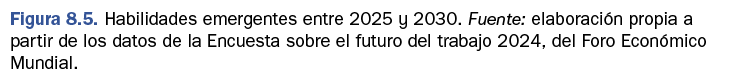 Figura 8.5. Habilidades emergentes entre 2025 y 2030. Fuente: elaboración propia a
partir de los datos de la Encuesta sobre el futuro del trabajo 2024, del Foro Económico
Mundial.